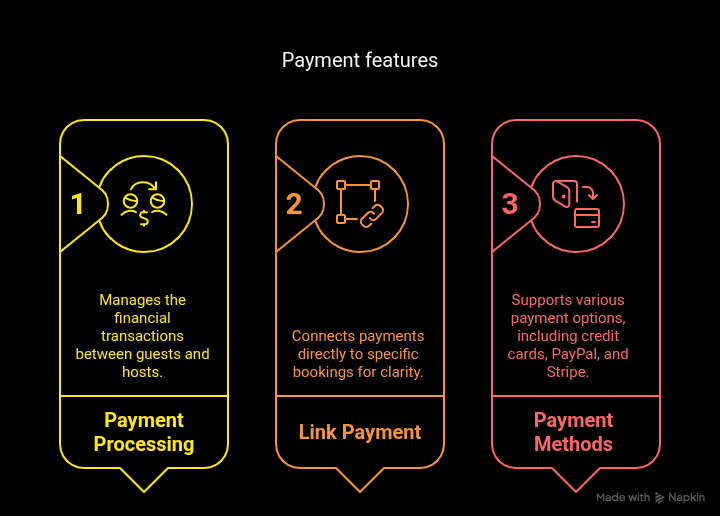 Payment features
1
Manages the
financial
transactions
between guests and
hosts.
Payment
Processing
2
Connects payments
directly to specific
bookings for clarity.
Link Payment
3
Supports various
payment options,
including credit
cards, PayPal, and
Stripe.
Payment
Methods
Made with Napkin